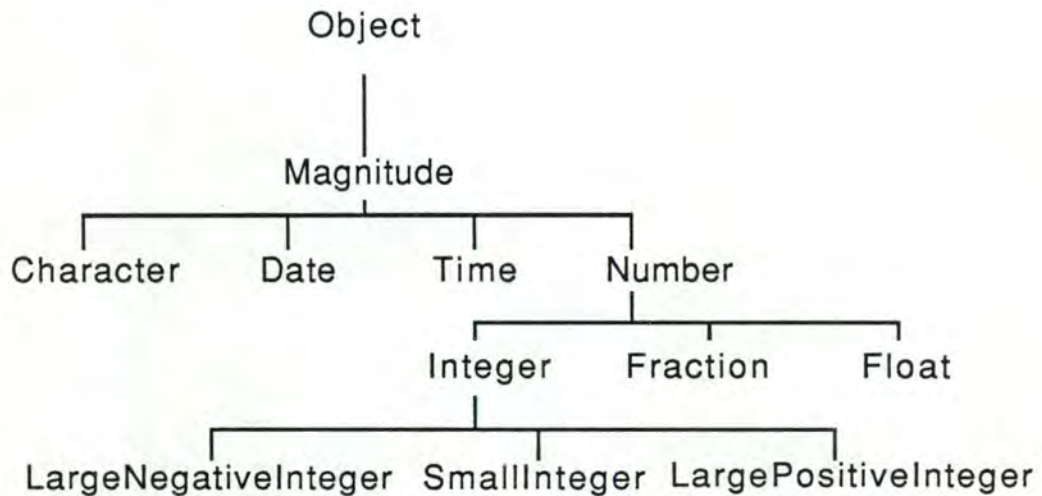 Object
Magnitude
Character Date Time Number
Integer Fraction Float
LargeNegativeInteger SmallInteger LargePositiveInteger